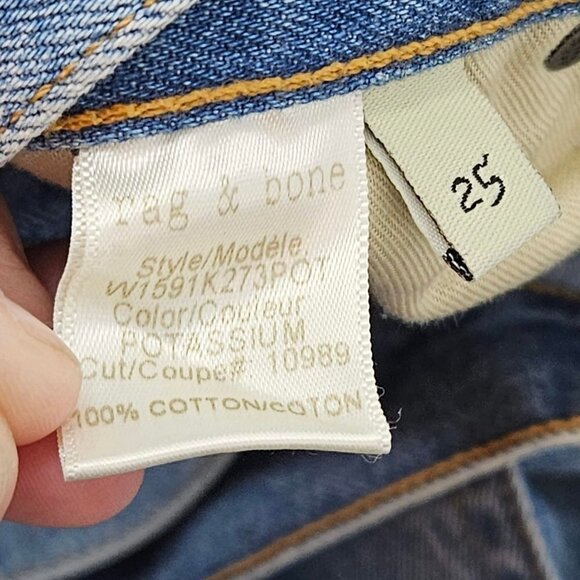 rag & bone
Style/Modèle
W1591K273POT
Color/Couleur
POTASSIUM
Cut/Coupe# 10989
100% COTTON/COTON
25